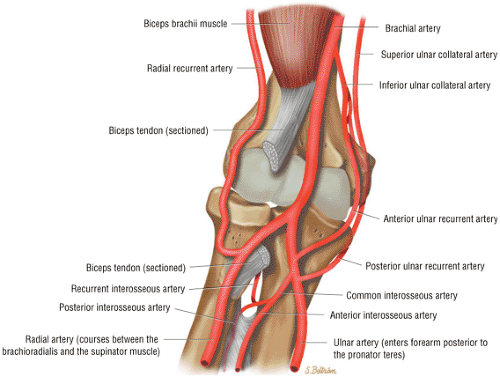 Biceps brachii muscle
Brachial artery
Superior ulnar collateral artery
Radial recurrent artery
Inferior ulnar collateral artery
Biceps tendon (sectioned)
Anterior ulnar recurrent artery
Biceps tendon (sectioned)
Posterior ulnar recurrent artery
Recurrent interosseous artery
Common interosseous artery
Posterior interosseous artery
Anterior interosseous artery
Radial artery (courses between the
brachioradialis and the supinator muscle)
Ulnar artery (enters forearm posterior to
the pronator teres)